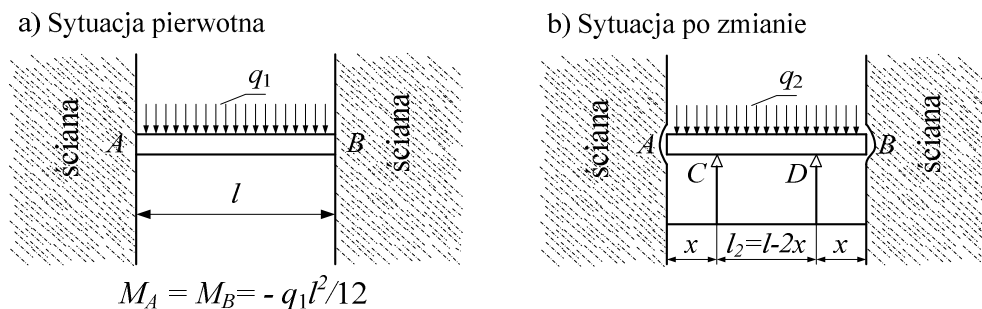 a) Sytuacja pierwotna
q1
ściana
A
B
ściana
l
MA = MB= - q1l²/12
b) Sytuacja po zmianie
q2
ściana
A
B
ściana
C
D
x
l2=l-2x
x